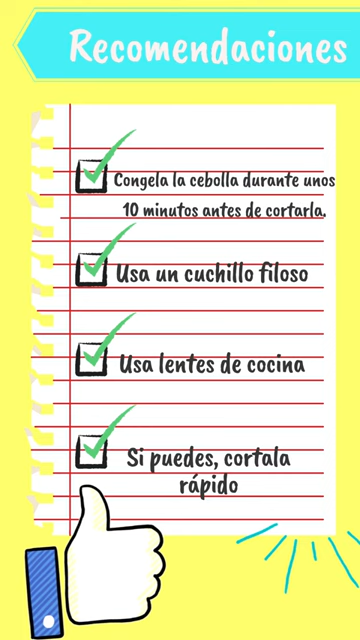 Recomendaciones
Congela la cebolla durante unos
10 minutos antes de cortarla.
Usa un cuchillo filoso
Usa lentes de cocina
Si puedes, cortala
rápido